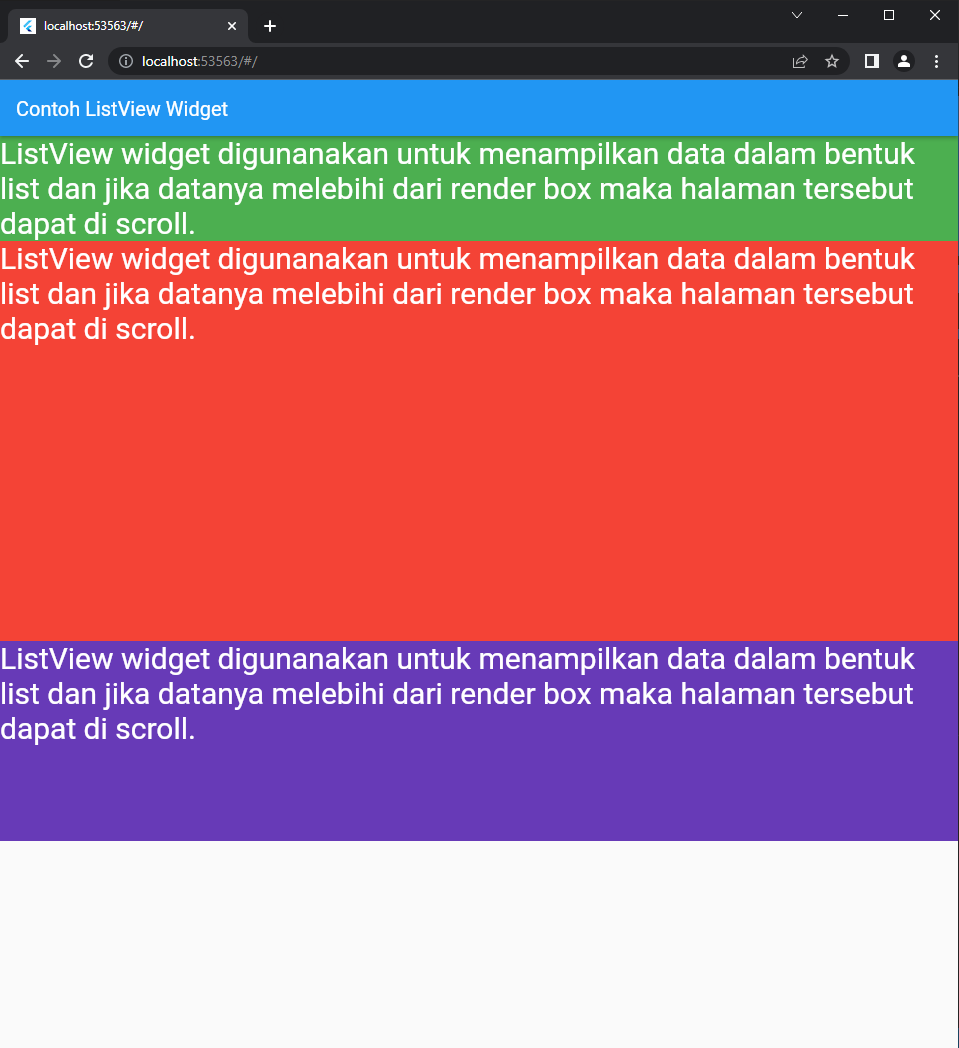 localhost:53563/#/
localhost:53563/#/
Contoh ListView Widget
ListView widget digunanakan untuk menampilkan data dalam bentuk
list dan jika datanya melebihi dari render box maka halaman tersebut
dapat di scroll.
ListView widget digunanakan untuk menampilkan data dalam bentuk
list dan jika datanya melebihi dari render box maka halaman tersebut
dapat di scroll.
ListView widget digunanakan untuk menampilkan data dalam bentuk
list dan jika datanya melebihi dari render box maka halaman tersebut
dapat di scroll.